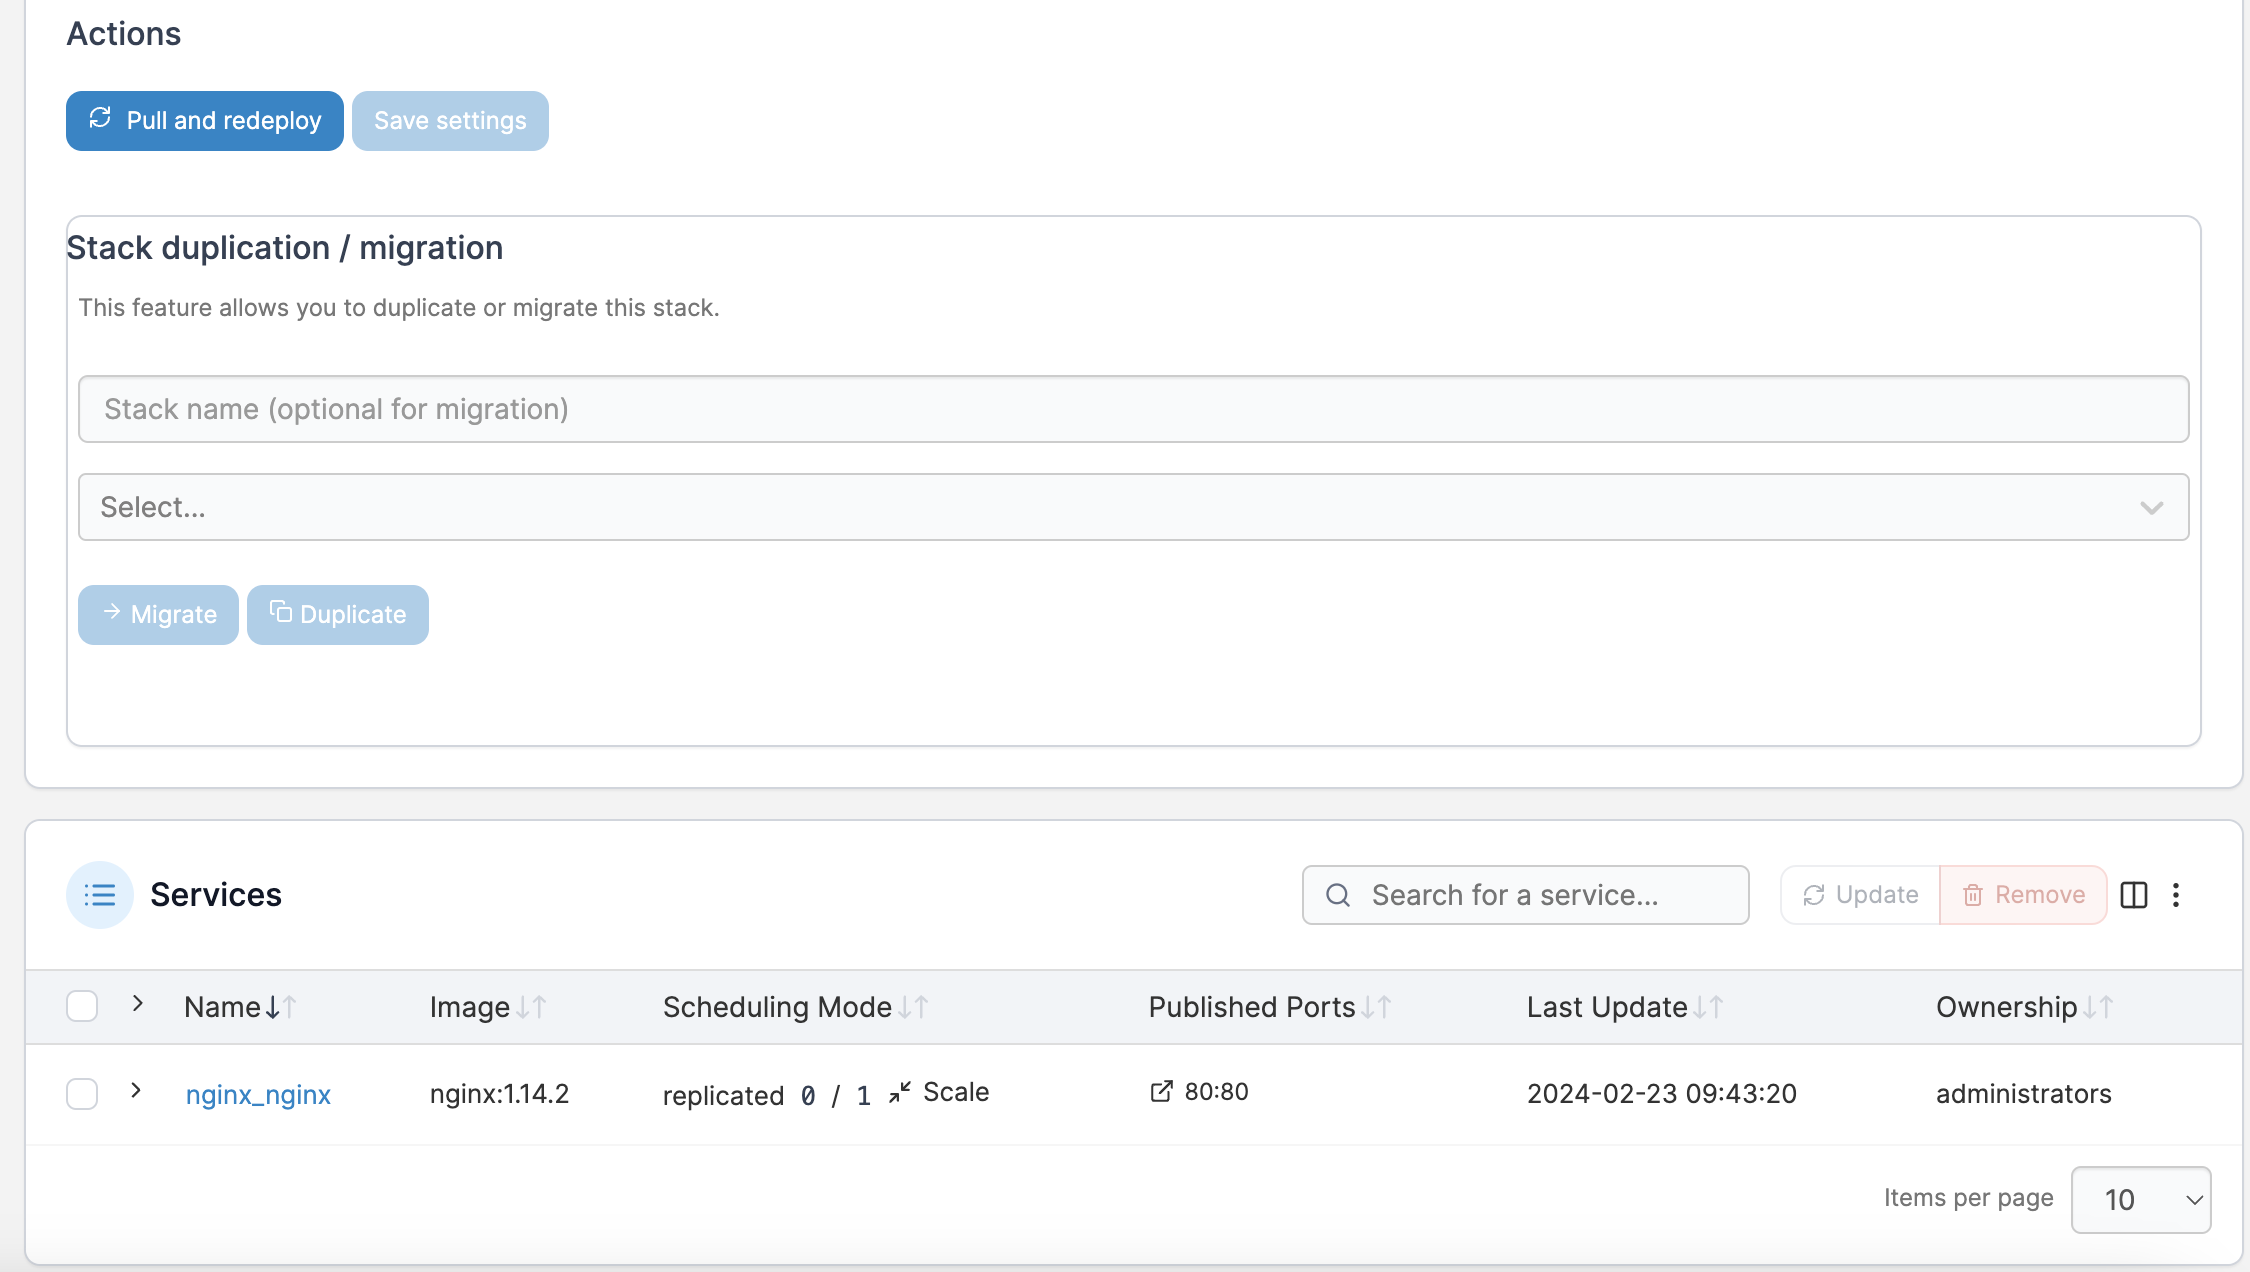 Actions
Pull and redeploy Save settings
Stack duplication / migration
This feature allows you to duplicate or migrate this stack.
Stack name (optional for migration)
Select...
Migrate Duplicate
Services Search for a service... Update Remove
Name Image Scheduling Mode Published Ports Last Update Ownership
nginx_nginx nginx:1.14.2 replicated 0 / 1 Scale 80:80 2024-02-23 09:43:20 administrators
Items per page 10